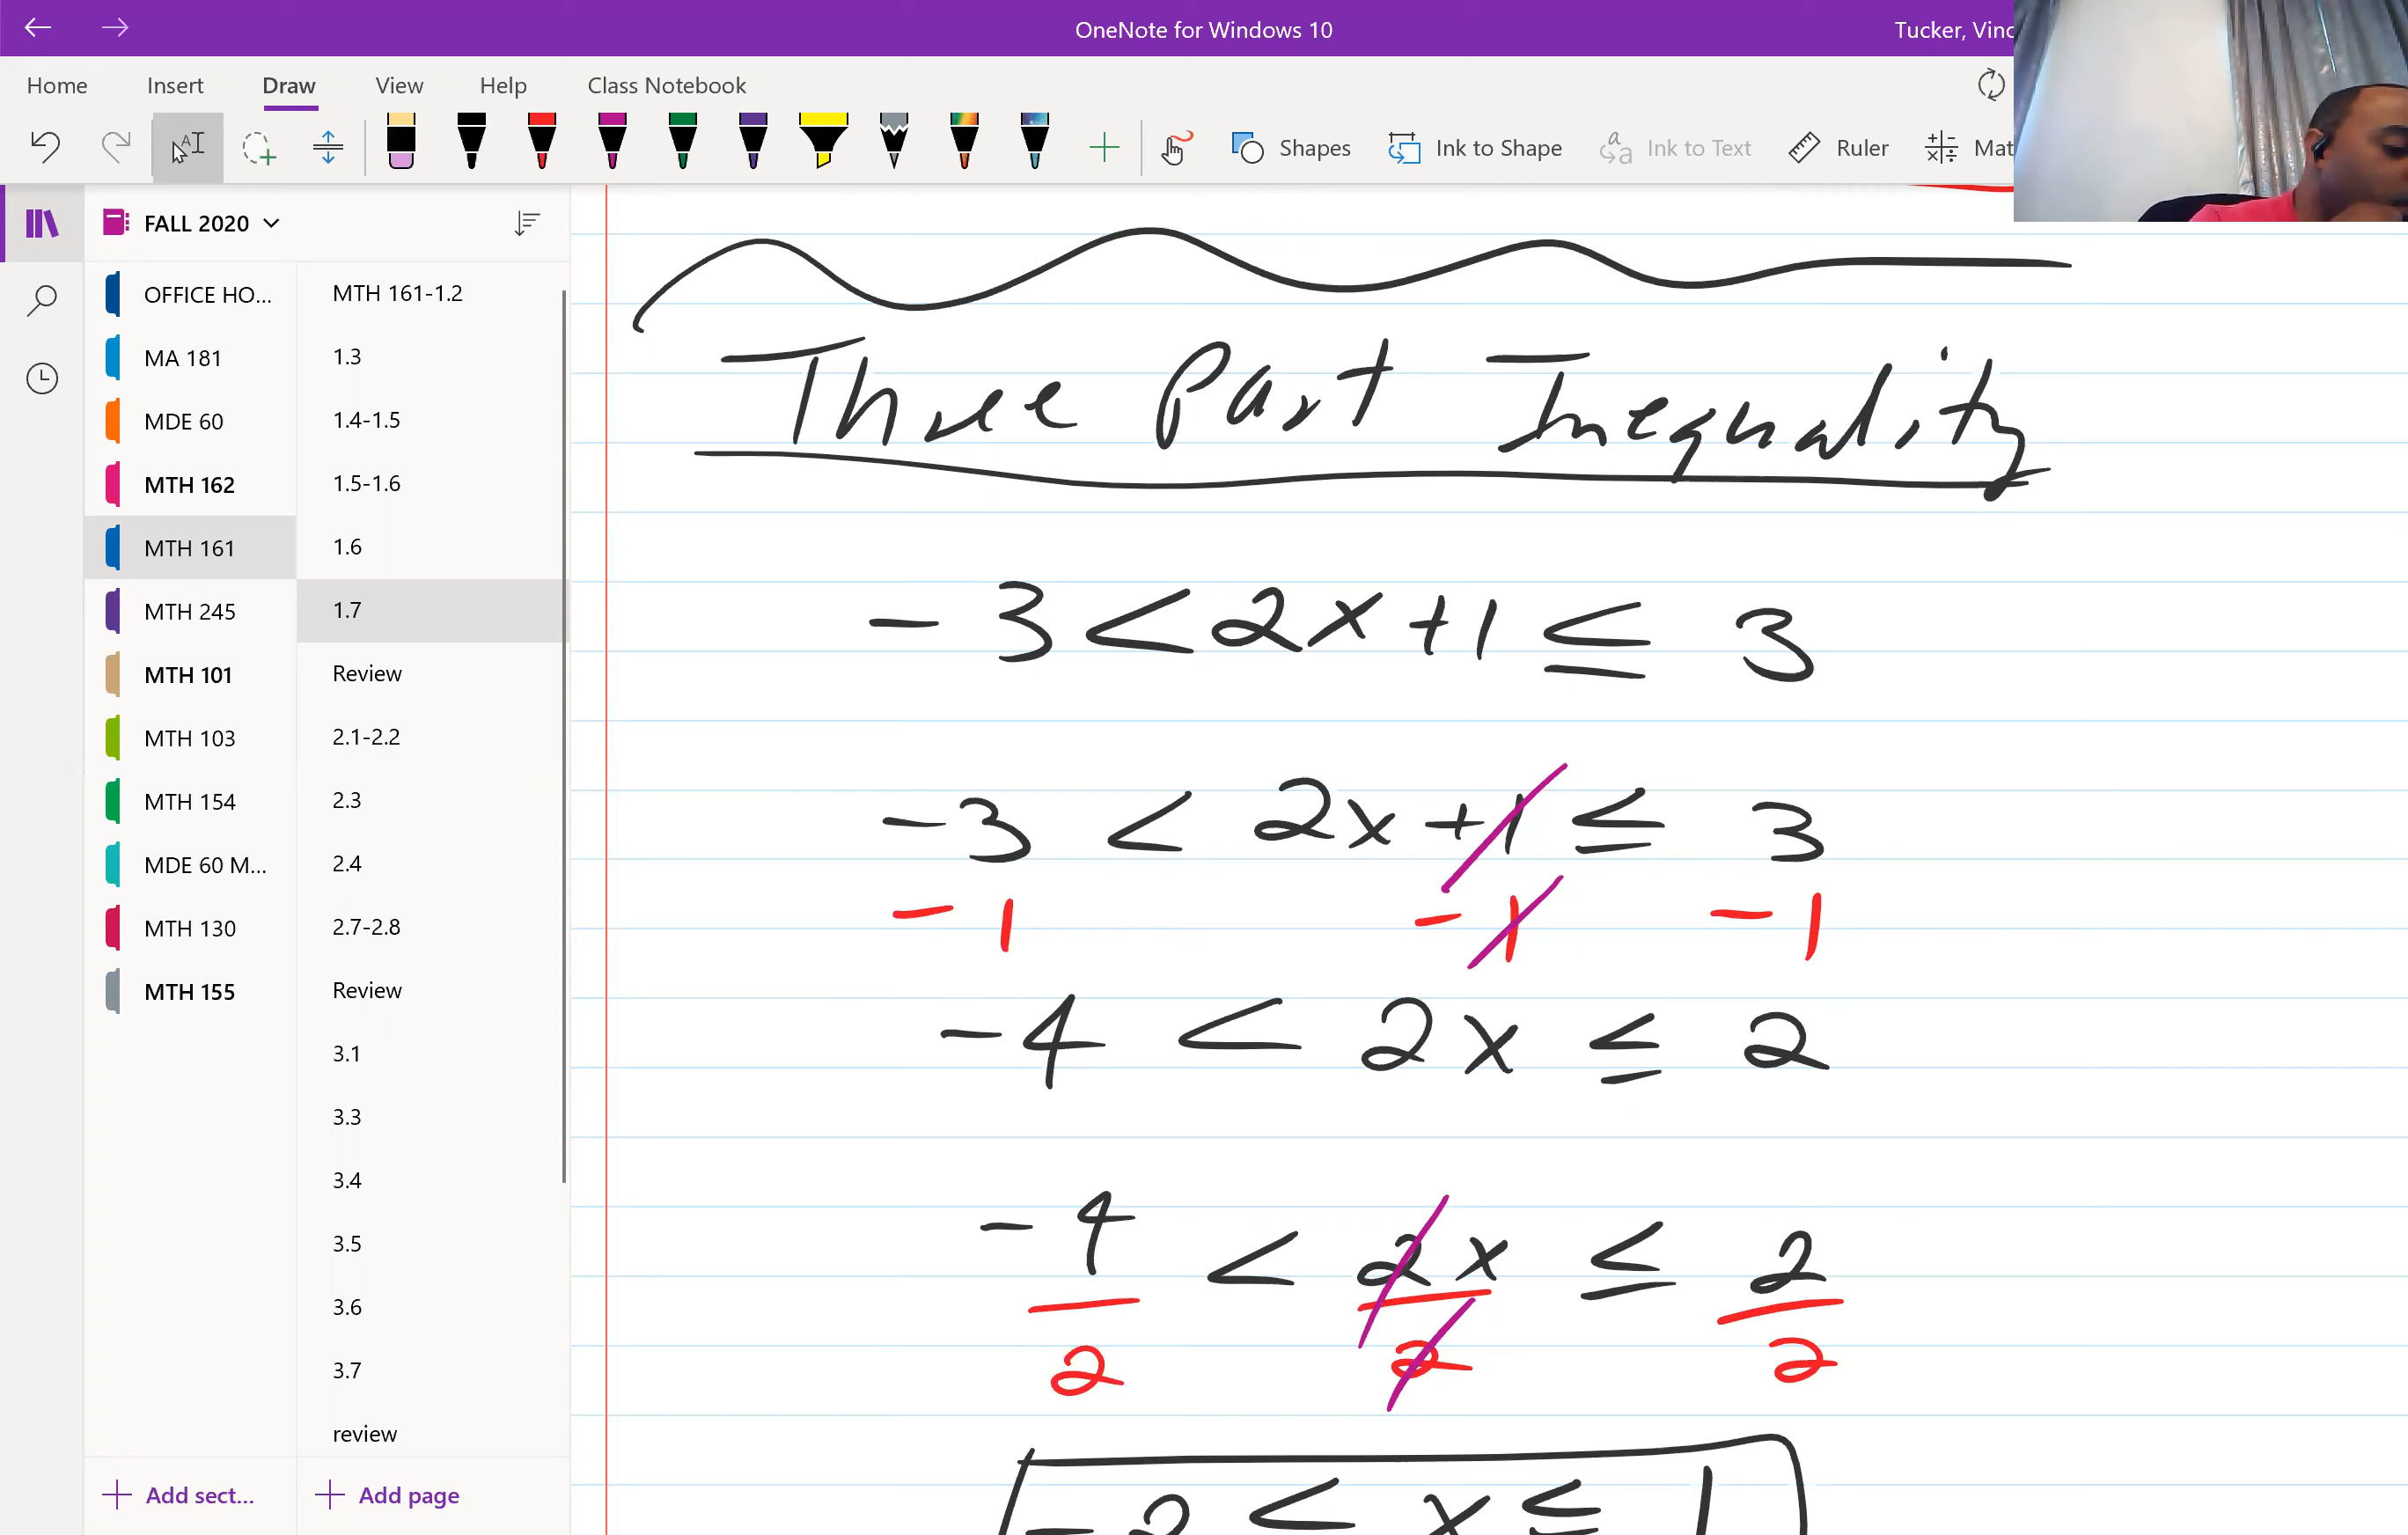 OneNote for Windows 10
Tucker, Vinc
Home Insert Draw View Help Class Notebook
Shapes Ink to Shape Ink to Text Ruler Mat
FALL 2020
OFFICE HO...
MA 181
MDE 60
MTH 162
MTH 161
MTH 245
MTH 101
MTH 103
MTH 154
MDE 60 M...
MTH 130
MTH 155
Add sect...
MTH 161-1.2
1.3
1.4-1.5
1.5-1.6
1.6
1.7
Review
2.1-2.2
2.3
2.4
2.7-2.8
Review
3.1
3.3
3.4
3.5
3.6
3.7
review
Add page
Three Part Inequality
-3 < 2x +1 ≤ 3
-3 < 2x +1 ≤ 3
-1 -1 -1
-4 < 2x ≤ 2
-4 < 2x ≤ 2
2 2 2
-2 < x ≤ 1